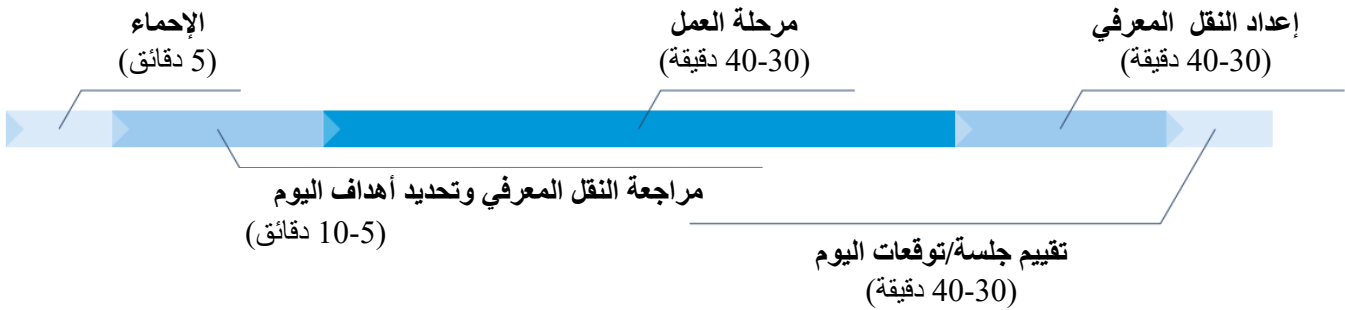 الإحماء
(5 دقائق)
مراجعة النقل المعرفي وتحديد أهداف اليوم
(5-10 دقائق)
مرحلة العمل
(30-40 دقيقة)
إعداد النقل المعرفي
(30-40 دقيقة)
تقييم جلسة/توقعات اليوم
(30-40 دقيقة)